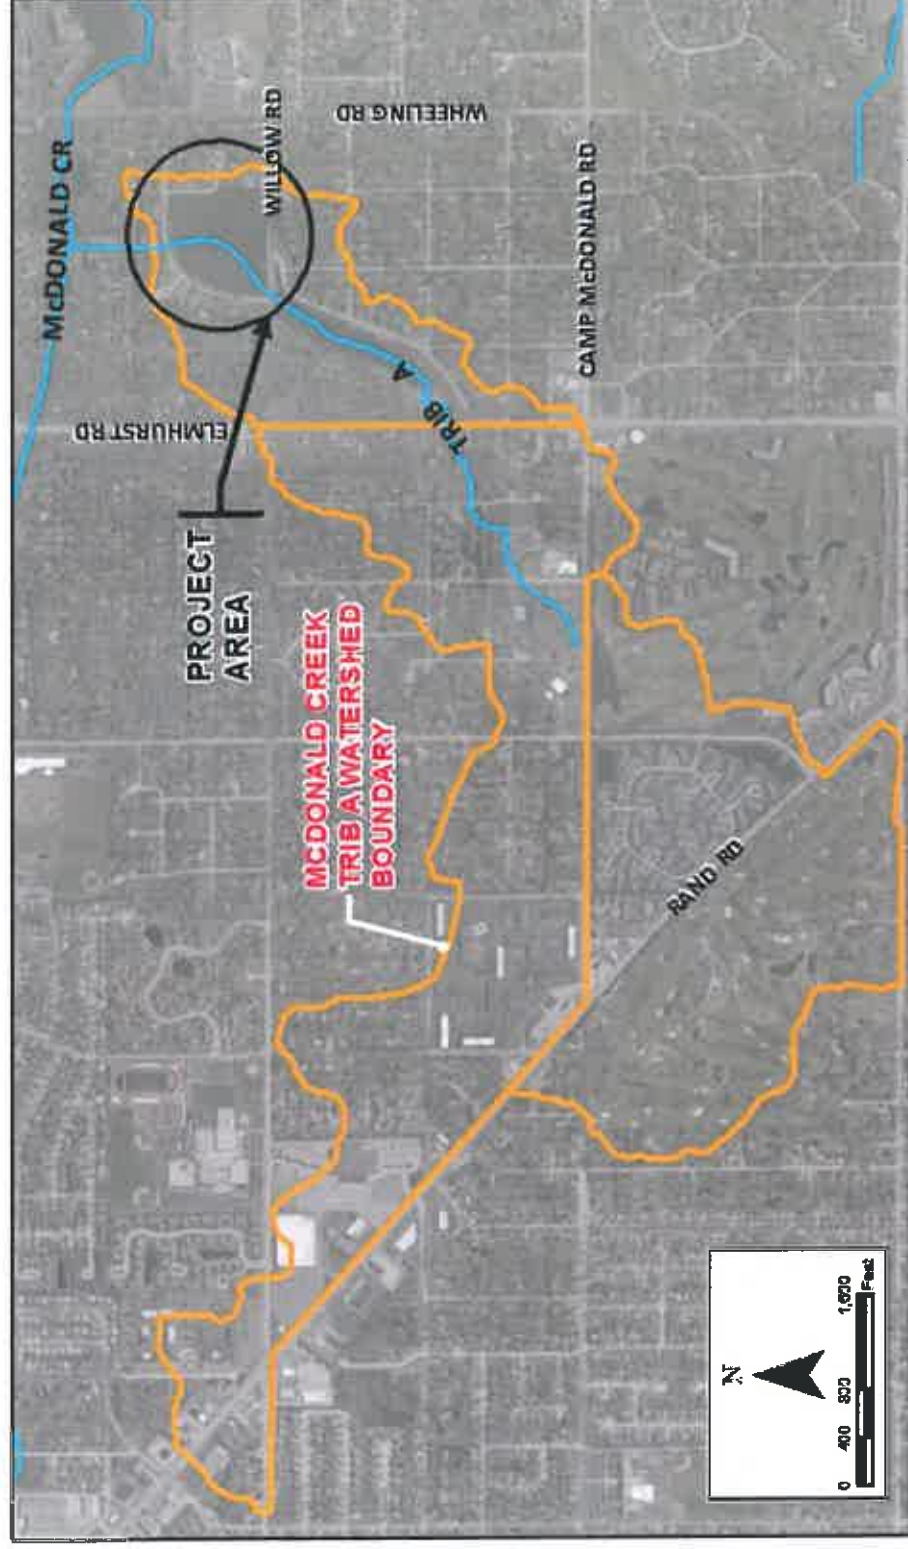 McDONALD CR
WILLOW RD
WHEELING RD
ELMHURST RD
PROJECT
AREA
TRIB A
CAMP McDONALD RD
MCDONALD CREEK
TRIB A WATERSHED
BOUNDARY
RAND RD
N
0 400 800 1,600
Feet